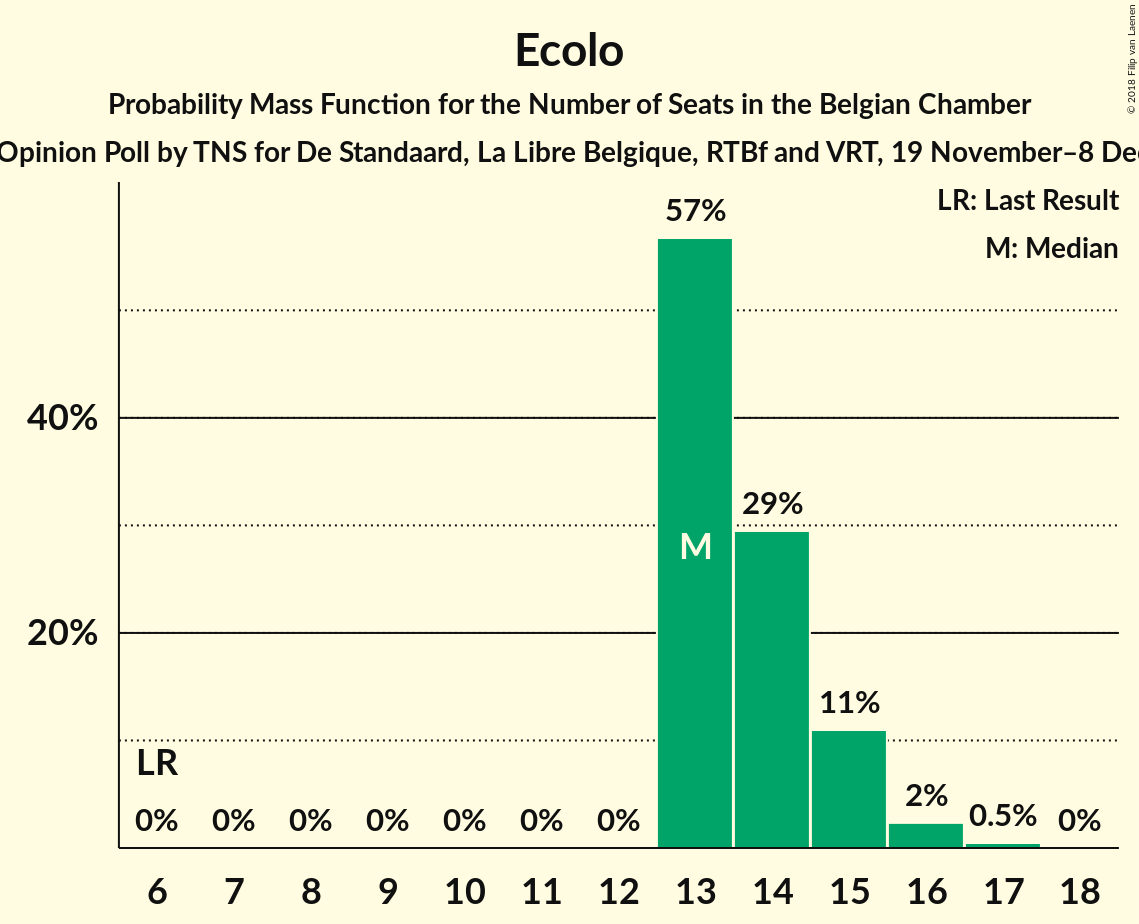 Ecolo
Probability Mass Function for the Number of Seats in the Belgian Chamber
Opinion Poll by TNS for De Standaard, La Libre Belgique, RTBf and VRT, 19 November–8
© 2018 Filip van Laenen
LR: Last Result
M: Median
57%
40%
29%
M
20%
11%
LR
2%
0% 0% 0% 0% 0% 0% 0% 0.5% 0%
6 7 8 9 10 11 12 13 14 15 16 17 18